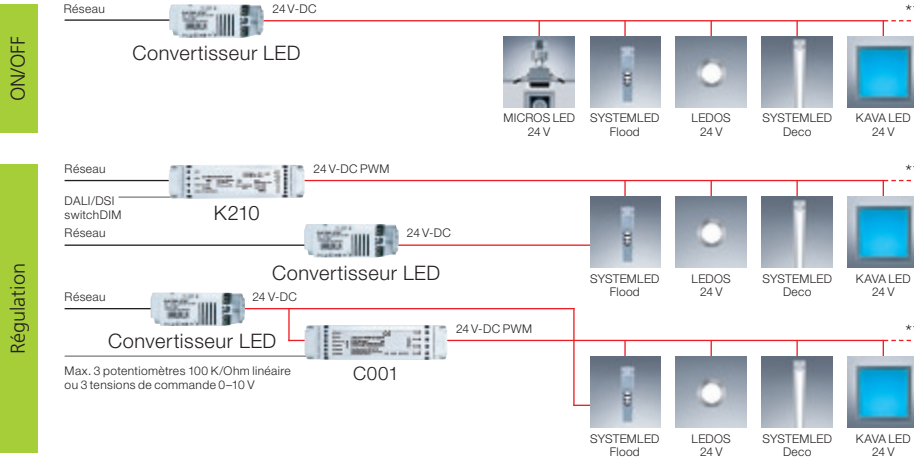 ON/OFF
Réseau
24 V-DC
**
Convertisseur LED
MICROS LED
24 V
SYSTEMLED
Flood
LEDOS
24 V
SYSTEMLED
Deco
KAVA LED
24 V
Régulation
Réseau
24 V-DC PWM
**
DALI/DSI
switchDIM
K210
Réseau
24 V-DC
Convertisseur LED
SYSTEMLED
Flood
LEDOS
24 V
SYSTEMLED
Deco
KAVA LED
24 V
Réseau
24 V-DC
Convertisseur LED
24 V-DC PWM
**
C001
Max. 3 potentiomètres 100 K/Ohm linéaire
ou 3 tensions de commande 0–10 V
SYSTEMLED
Flood
LEDOS
24 V
SYSTEMLED
Deco
KAVA LED
24 V